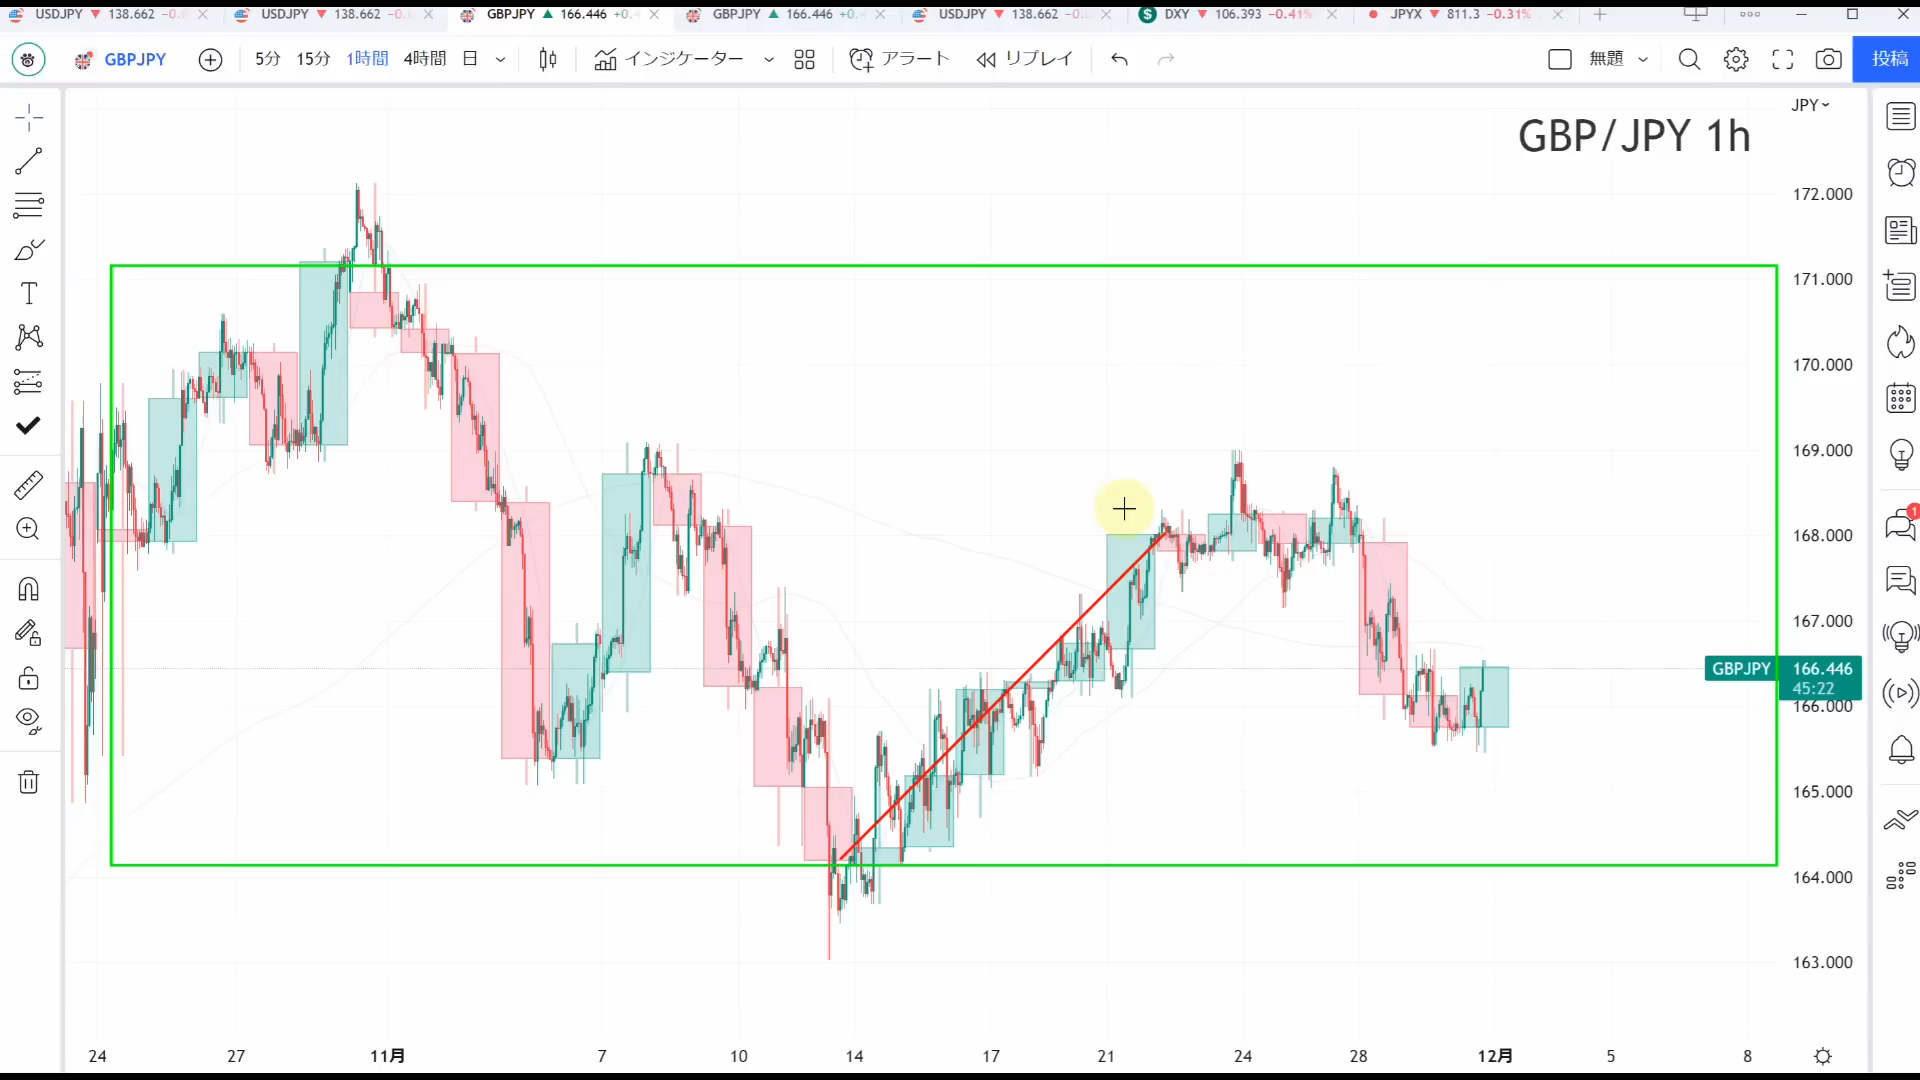 USDJPY ▼ 138.662
USDJPY ▼ 138.662
GBPJPY ▲ 166.446
GBPJPY ▲ 166.446
USDJPY ▼ 138.662
DXY ▼ 106.393 −0.41%
JPYX ▼ 811.3 −0.31%
GBPJPY
5分
15分
1時間
4時間
日
インジケーター
アラート
リプレイ
無題
投稿
JPY
GBP/JPY 1h
172.000
171.000
170.000
169.000
168.000
167.000
GBPJPY
166.446
45:22
166.000
165.000
164.000
163.000
1
24
27
11月
7
10
14
17
21
24
28
12月
5
8